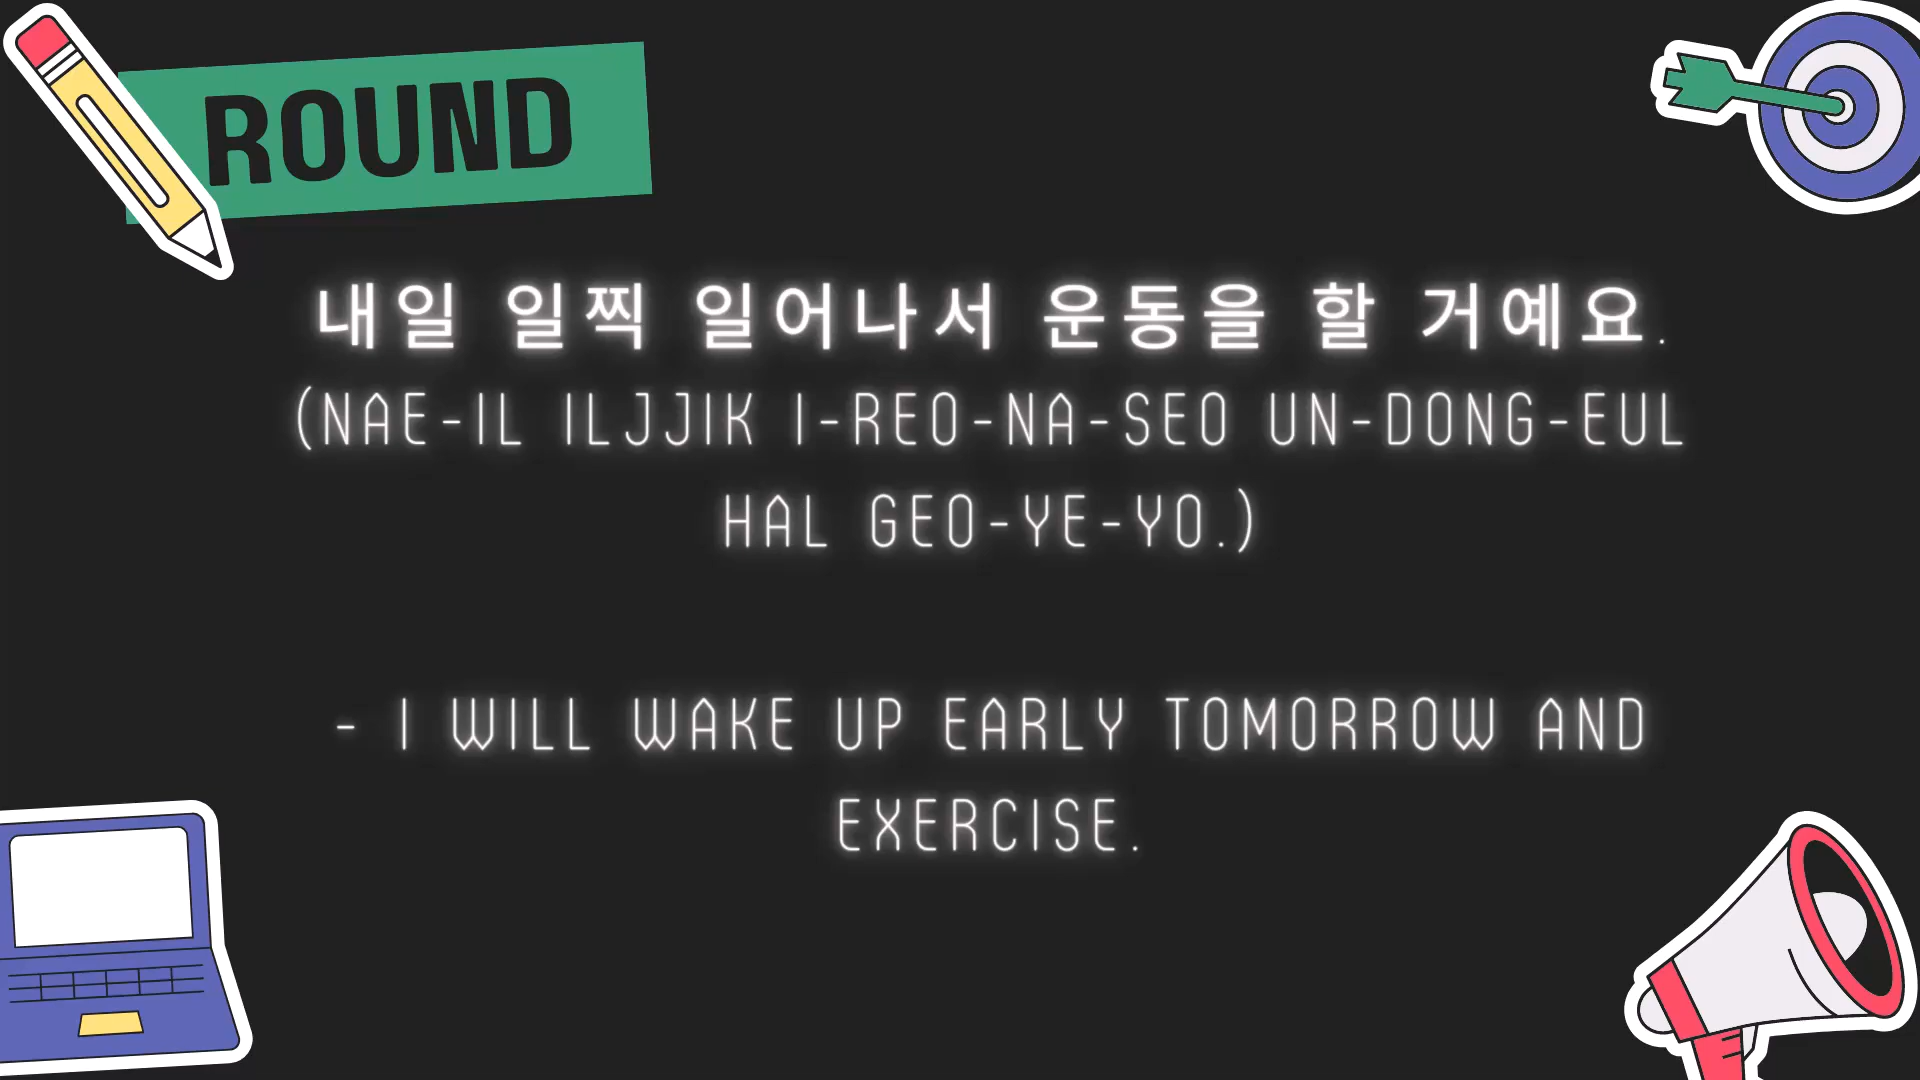 ROUND
내일 일찍 일어나서 운동을 할 거예요.
(NAE-IL ILJJIK I-REO-NA-SEO UN-DONG-EUL
HAL GEO-YE-YO.)
- I WILL WAKE UP EARLY TOMORROW AND
EXERCISE.